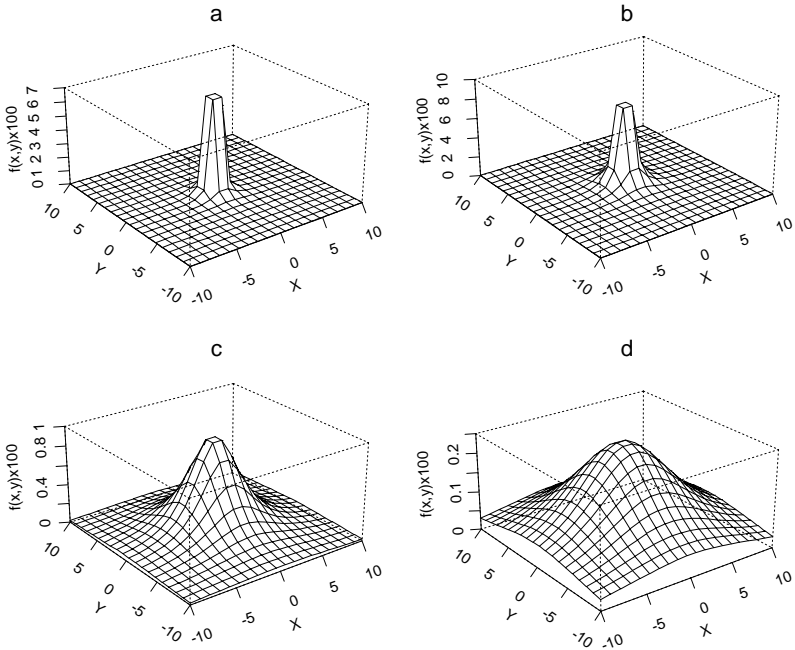 a
f(x,y)x100
0 1 2 3 4 5 6 7
10 5 0 -5 -10
Y
-10 -5 0 5 10
X
b
f(x,y)x100
0 2 4 6 8 10
10 5 0 -5 -10
Y
-10 -5 0 5 10
X
c
f(x,y)x100
0 0.4 0.8 1
10 5 0 -5 -10
Y
-10 -5 0 5 10
X
d
f(x,y)x100
0 0.1 0.2
10 5 0 -5 -10
Y
-10 -5 0 5 10
X